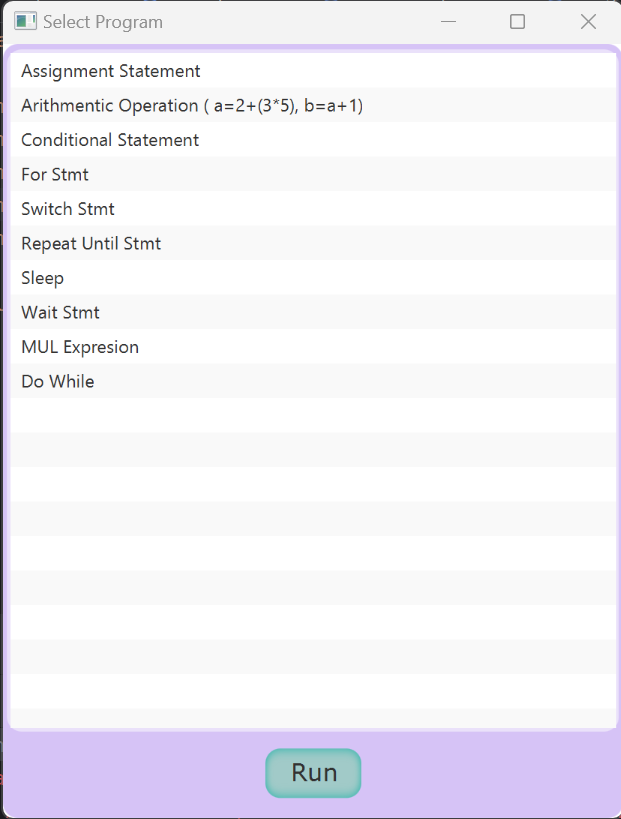 Select Program
Assignment Statement
Arithmentic Operation ( a=2+(3*5), b=a+1)
Conditional Statement
For Stmt
Switch Stmt
Repeat Until Stmt
Sleep
Wait Stmt
MUL Expresion
Do While
Run